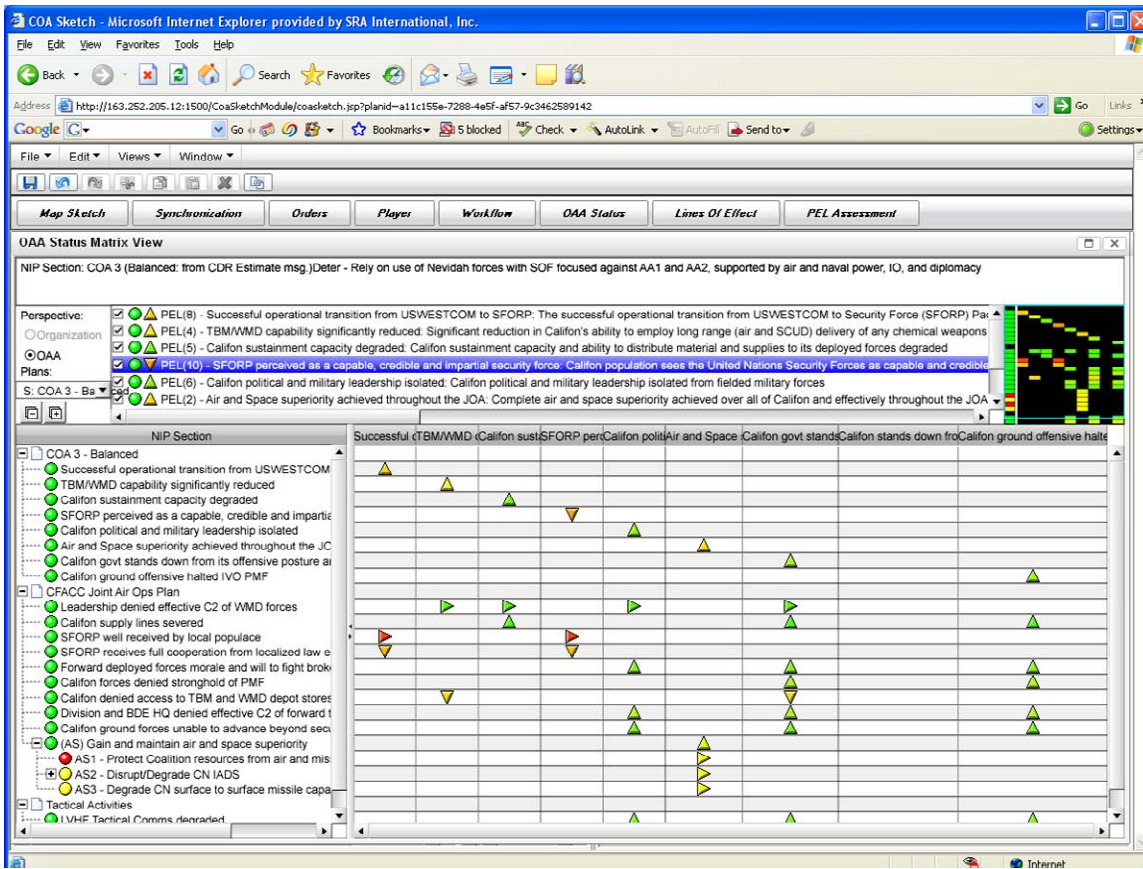 COA Sketch - Microsoft Internet Explorer provided by SRA International, Inc.
File Edit View Favorites Tools Help
Back Search Favorites
Address http://163.252.205.12:1500/CoaSketchModule/coasketch.jsp?planid=a11c155e-7288-4e5f-af57-9c3462589142 Go Links
Google G Go Bookmarks 5 blocked Check AutoLink AutoFill Send to Settings
File Edit Views Window
Map Sketch Synchronization Orders Player Workflow OAA Status Lines Of Effect PEL Assessment
OAA Status Matrix View
NIP Section: COA 3 (Balanced: from CDR Estimate msg.)Deter - Rely on use of Nevidah forces with SOF focused against AA1 and AA2, supported by air and naval power, IO, and diplomacy
Perspective:
Organization
OAA
Plans:
S: COA 3 - Ba ced
PEL(8) - Successful operational transition from USWESTCOM to SFORP: The successful operational transition from USWESTCOM to Security Force (SFORP) Pac
PEL(4) - TBM/WMD capability significantly reduced: Significant reduction in Califon's ability to employ long range (air and SCUD) delivery of any chemical weapons
PEL(5) - Califon sustainment capacity degraded: Califon sustainment capacity and ability to distribute material and supplies to its deployed forces degraded
PEL(10) - SFORP perceived as a capable, credible and impartial security force: Califon population sees the United Nations Security Forces as capable and credible
PEL(6) - Califon political and military leadership isolated: Califon political and military leadership isolated from fielded military forces
PEL(2) - Air and Space superiority achieved throughout the JOA: Complete air and space superiority achieved over all of Califon and effectively throughout the JOA
NIP Section Successful c TBM/WMD c Califon susta SFORP perc Califon politi Air and Space s Califon govt stands Califon stands down fro Califon ground offensive halte
COA 3 - Balanced
Successful operational transition from USWESTCOM
TBM/WMD capability significantly reduced
Califon sustainment capacity degraded
SFORP perceived as a capable, credible and impartia
Califon political and military leadership isolated
Air and Space superiority achieved throughout the JC
Califon govt stands down from its offensive posture ar
Califon ground offensive halted IVO PMF
CFACC Joint Air Ops Plan
Leadership denied effective C2 of WMD forces
Califon supply lines severed
SFORP well received by local populace
SFORP receives full cooperation from localized law e
Forward deployed forces morale and will to fight brok
Califon forces denied stronghold of PMF
Califon denied access to TBM and WMD depot stores
Division and BDE HQ denied effective C2 of forward t
Califon ground forces unable to advance beyond secu
(AS) Gain and maintain air and space superiority
AS1 - Protect Coalition resources from air and mis
AS2 - Disrupt/Degrade CN IADS
AS3 - Degrade CN surface to surface missile capa
Tactical Activities
LVHF Tactical Comms degraded
Internet